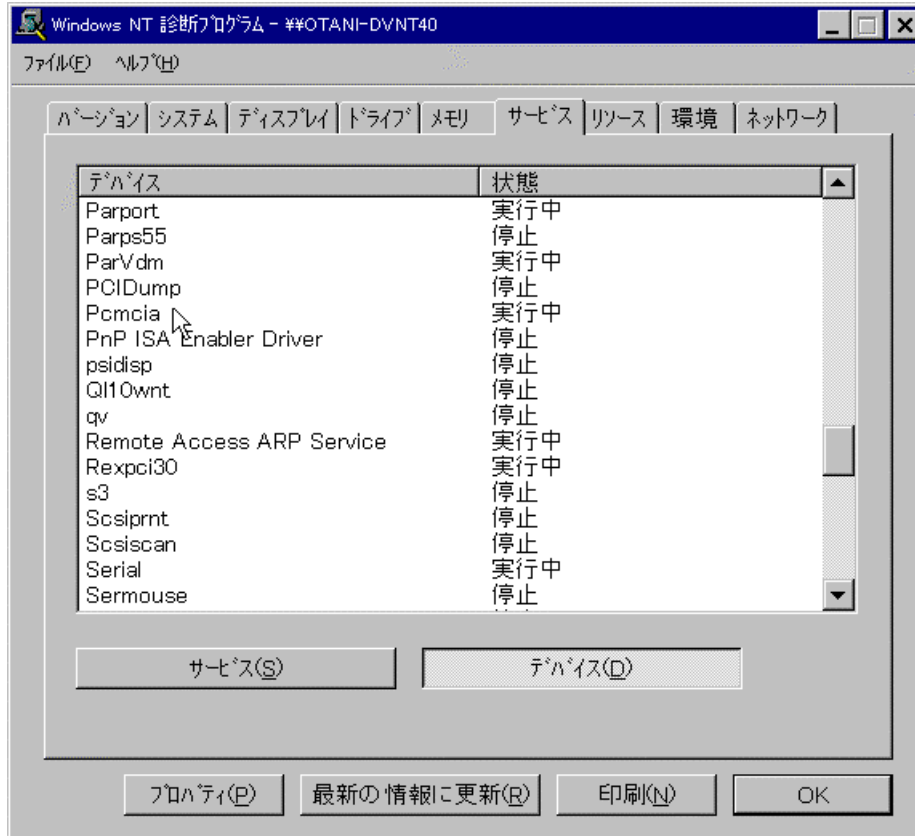 Windows NT 診断ﾌﾟﾛｸﾞﾗﾑ - ¥¥OTANI-DVNT40
ﾌｧｲﾙ(F) ﾍﾙﾌﾟ(H)
ﾊﾞｰｼﾞｮﾝ ｼｽﾃﾑ ﾃﾞｨｽﾌﾟﾚｲ ﾄﾞﾗｲﾌﾞ ﾒﾓﾘ ｻｰﾋﾞｽ ﾘｿｰｽ 環境 ﾈｯﾄﾜｰｸ
ﾃﾞﾊﾞｲｽ 状態
Parport 実行中
Parps55 停止
ParVdm 実行中
PCIDump 停止
Pcmcia 実行中
PnP ISA Enabler Driver 停止
psidisp 停止
Ql10wnt 停止
qv 停止
Remote Access ARP Service 実行中
Rexpci30 実行中
s3 停止
Scsiprnt 停止
Scsiscan 停止
Serial 実行中
Sermouse 停止
ｻｰﾋﾞｽ(S) ﾃﾞﾊﾞｲｽ(D)
ﾌﾟﾛﾊﾟﾃｨ(P) 最新の情報に更新(R) 印刷(N) OK